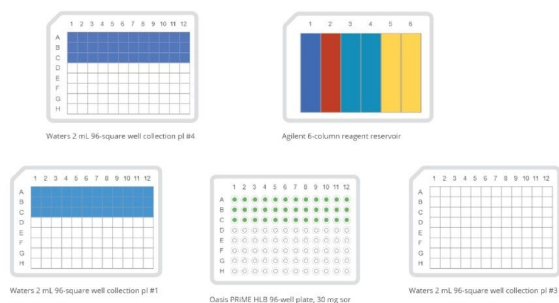 1 2 3 4 5 6 7 8 9 10 11 12
A
B
C
D
E
F
G
H
Waters 2 mL 96-square well collection pl #4
1 2 3 4 5 6
Agilent 6-column reagent reservoir
1 2 3 4 5 6 7 8 9 10 11 12
A
B
C
D
E
F
G
H
Waters 2 mL 96-square well collection pl #1
1 2 3 4 5 6 7 8 9 10 11 12
A
B
C
D
E
F
G
H
Oasis PRiME HLB 96-well plate, 30 mg sor
1 2 3 4 5 6 7 8 9 10 11 12
A
B
C
D
E
F
G
H
Waters 2 mL 96-square well collection pl #3